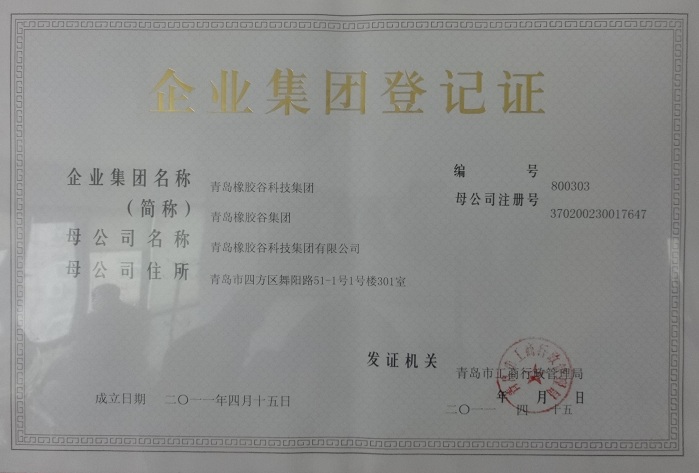 企业集团登记证
编 号 800303
母公司注册号 370200230017647
企业集团名称 青岛橡胶谷科技集团
(简称) 青岛橡胶谷集团
母公司名称 青岛橡胶谷科技集团有限公司
母公司住所 青岛市四方区舞阳路51-1号1号楼301室
发证机关 青岛市工商行政管理局
年 月 日
成立日期 二〇一一年四月十五日
二〇一一 四 十五